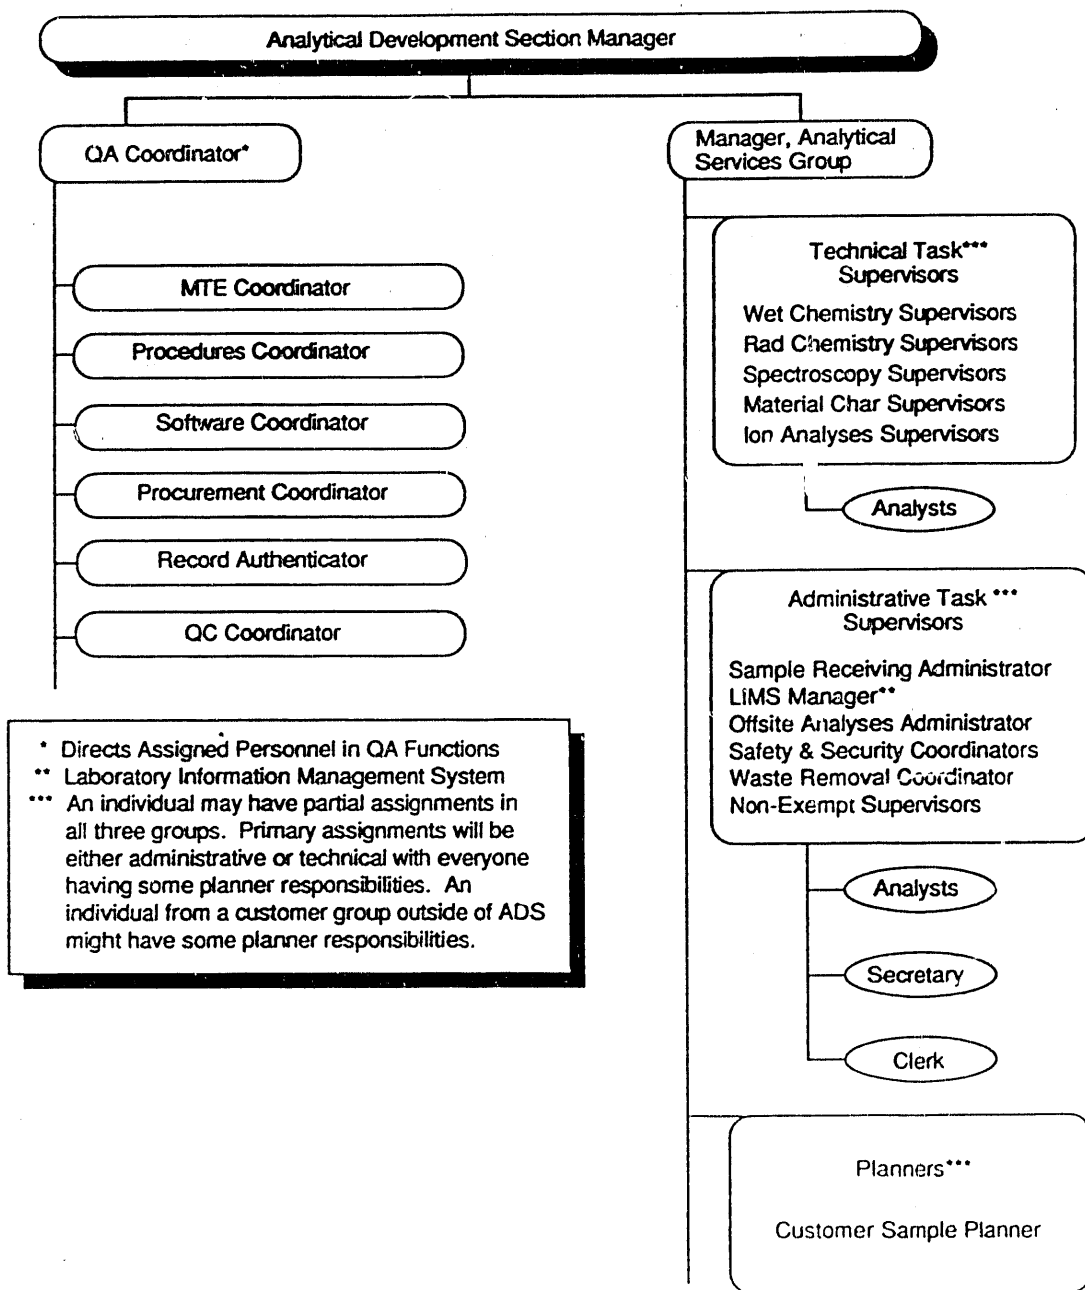 Analytical Development Section Manager
QA Coordinator*
Manager, Analytical
Services Group
MTE Coordinator
Procedures Coordinator
Software Coordinator
Procurement Coordinator
Record Authenticator
QC Coordinator
* Directs Assigned Personnel in QA Functions
** Laboratory Information Management System
*** An individual may have partial assignments in
all three groups. Primary assignments will be
either administrative or technical with everyone
having some planner responsibilities. An
individual from a customer group outside of ADS
might have some planner responsibilities.
Technical Task***
Supervisors
Wet Chemistry Supervisors
Rad Chemistry Supervisors
Spectroscopy Supervisors
Material Char Supervisors
Ion Analyses Supervisors
Analysts
Administrative Task ***
Supervisors
Sample Receiving Administrator
LIMS Manager**
Offsite Analyses Administrator
Safety & Security Coordinators
Waste Removal Coordinator
Non-Exempt Supervisors
Analysts
Secretary
Clerk
Planners***
Customer Sample Planner